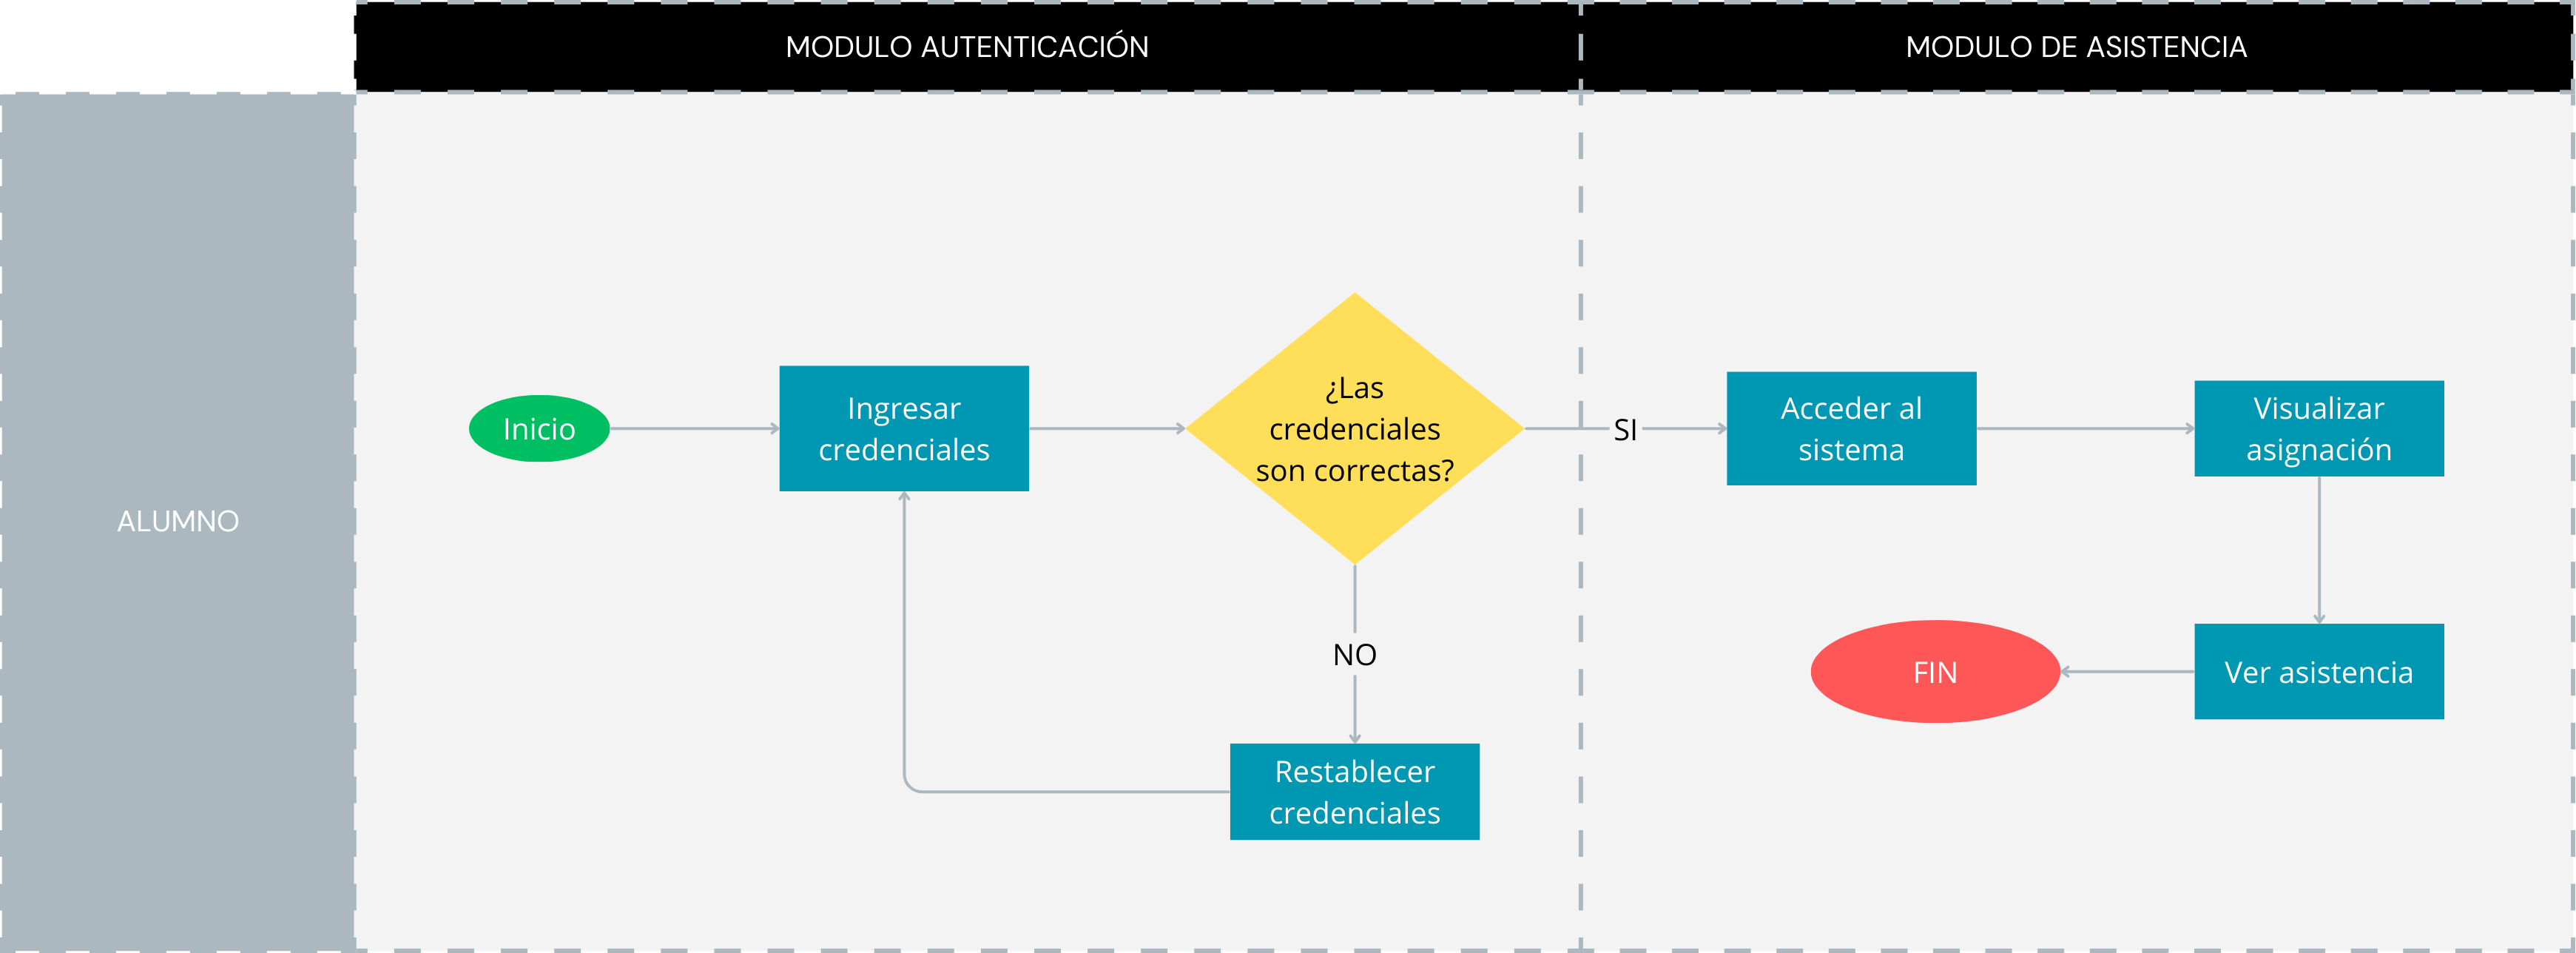 MODULO AUTENTICACIÓN
MODULO DE ASISTENCIA
ALUMNO
Inicio
Ingresar
credenciales
¿Las
credenciales
son correctas?
SI
Acceder al
sistema
Visualizar
asignación
NO
Restablecer
credenciales
Ver asistencia
FIN